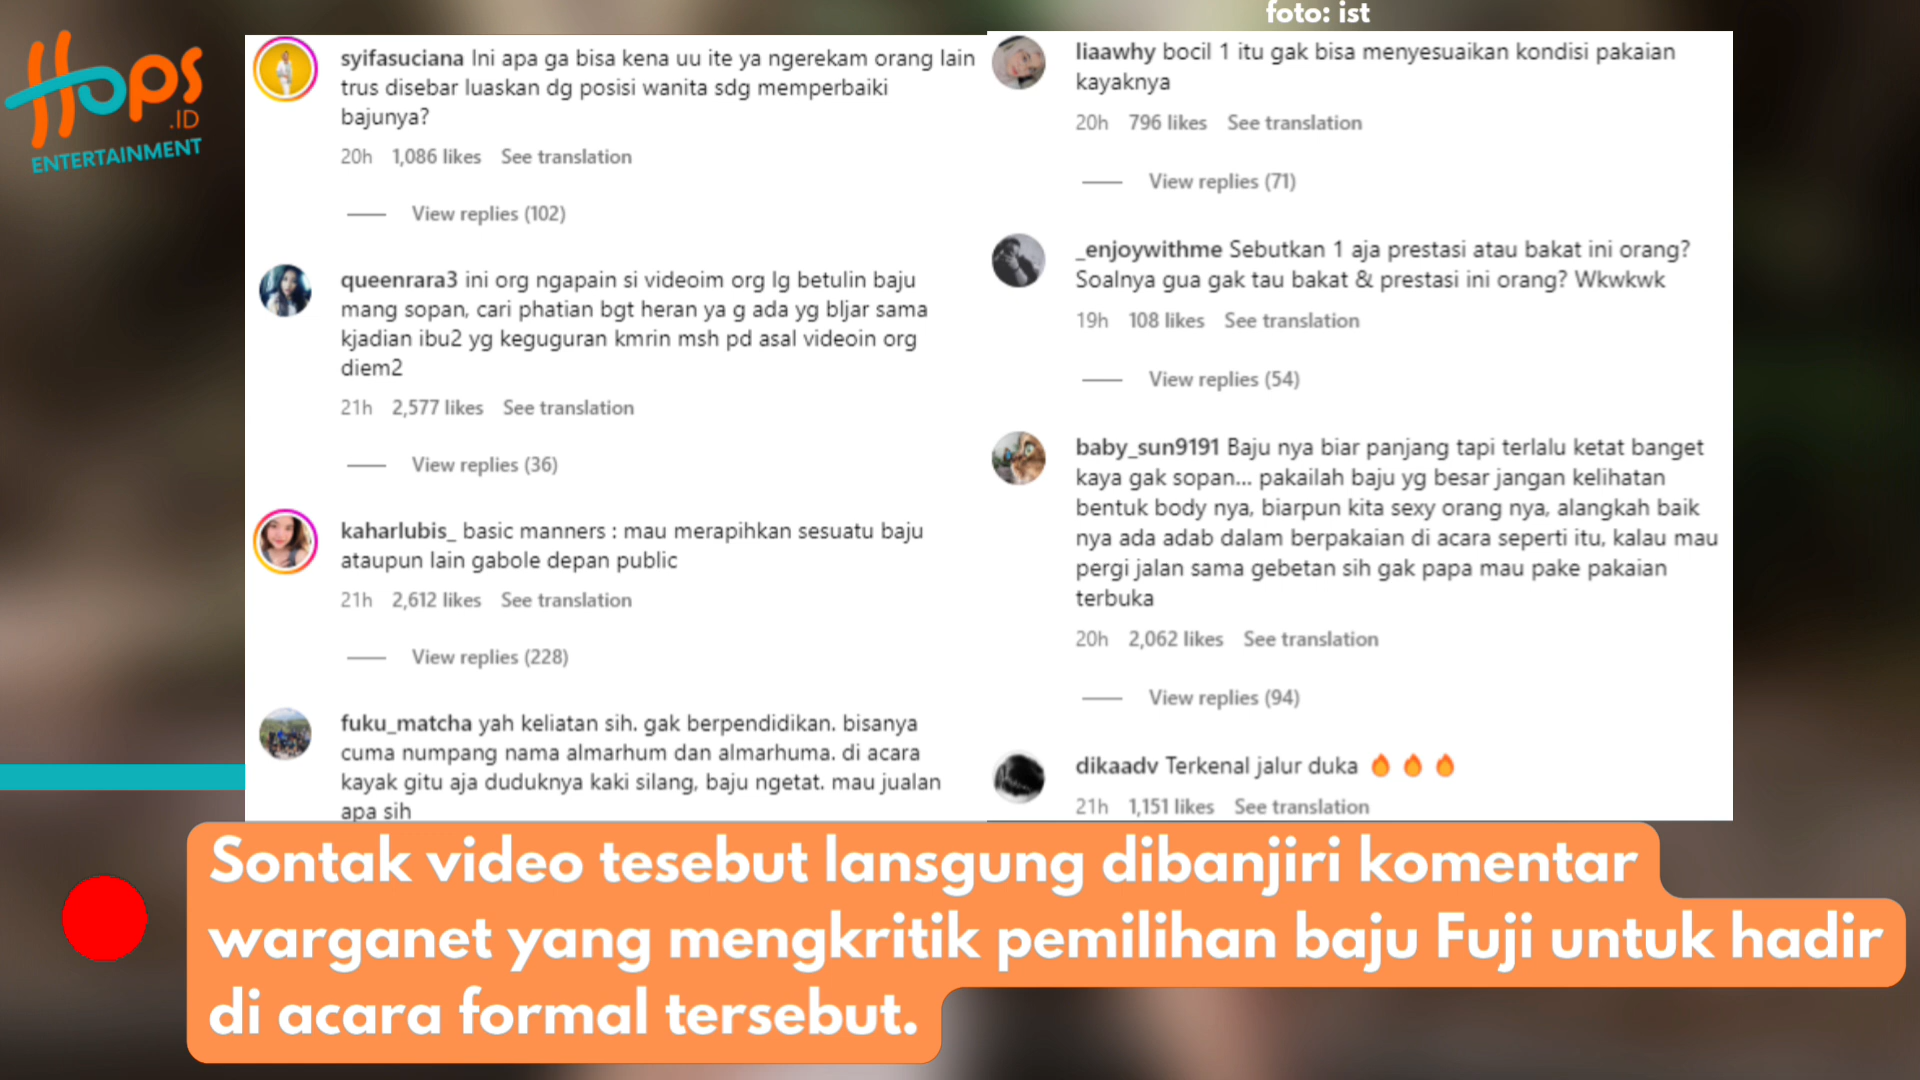 foto: ist
Hops
.ID
ENTERTAINMENT
syifasuciana Ini apa ga bisa kena uu ite ya ngerekam orang lain
trus disebar luaskan dg posisi wanita sdg memperbaiki
bajunya?
20h 1,086 likes See translation
View replies (102)
queenrara3 ini org ngapain si videoim org lg betulin baju
mang sopan, cari phatian bgt heran ya g ada yg bljar sama
kjadian ibu2 yg keguguran kmrin msh pd asal videoin org
diem2
21h 2,577 likes See translation
View replies (36)
kaharlubis_ basic manners : mau merapihkan sesuatu baju
ataupun lain gabole depan public
21h 2,612 likes See translation
View replies (228)
fuku_matcha yah keliatan sih. gak berpendidikan. bisanya
cuma numpang nama almarhum dan almarhuma. di acara
kayak gitu aja duduknya kaki silang, baju ngetat. mau jualan
apa sih
liaawhy bocil 1 itu gak bisa menyesuaikan kondisi pakaian
kayaknya
20h 796 likes See translation
View replies (71)
_enjoywithme Sebutkan 1 aja prestasi atau bakat ini orang?
Soalnya gua gak tau bakat & prestasi ini orang? Wkwkwk
19h 108 likes See translation
View replies (54)
baby_sun9191 Baju nya biar panjang tapi terlalu ketat banget
kaya gak sopan... pakailah baju yg besar jangan kelihatan
bentuk body nya, biarpun kita sexy orang nya, alangkah baik
nya ada adab dalam berpakaian di acara seperti itu, kalau mau
pergi jalan sama gebetan sih gak papa mau pake pakaian
terbuka
20h 2,062 likes See translation
View replies (94)
dikaadv Terkenal jalur duka 🔥 🔥 🔥
21h 1,151 likes See translation
Sontak video tesebut lansgung dibanjiri komentar
warganet yang mengkritik pemilihan baju Fuji untuk hadir
di acara formal tersebut.